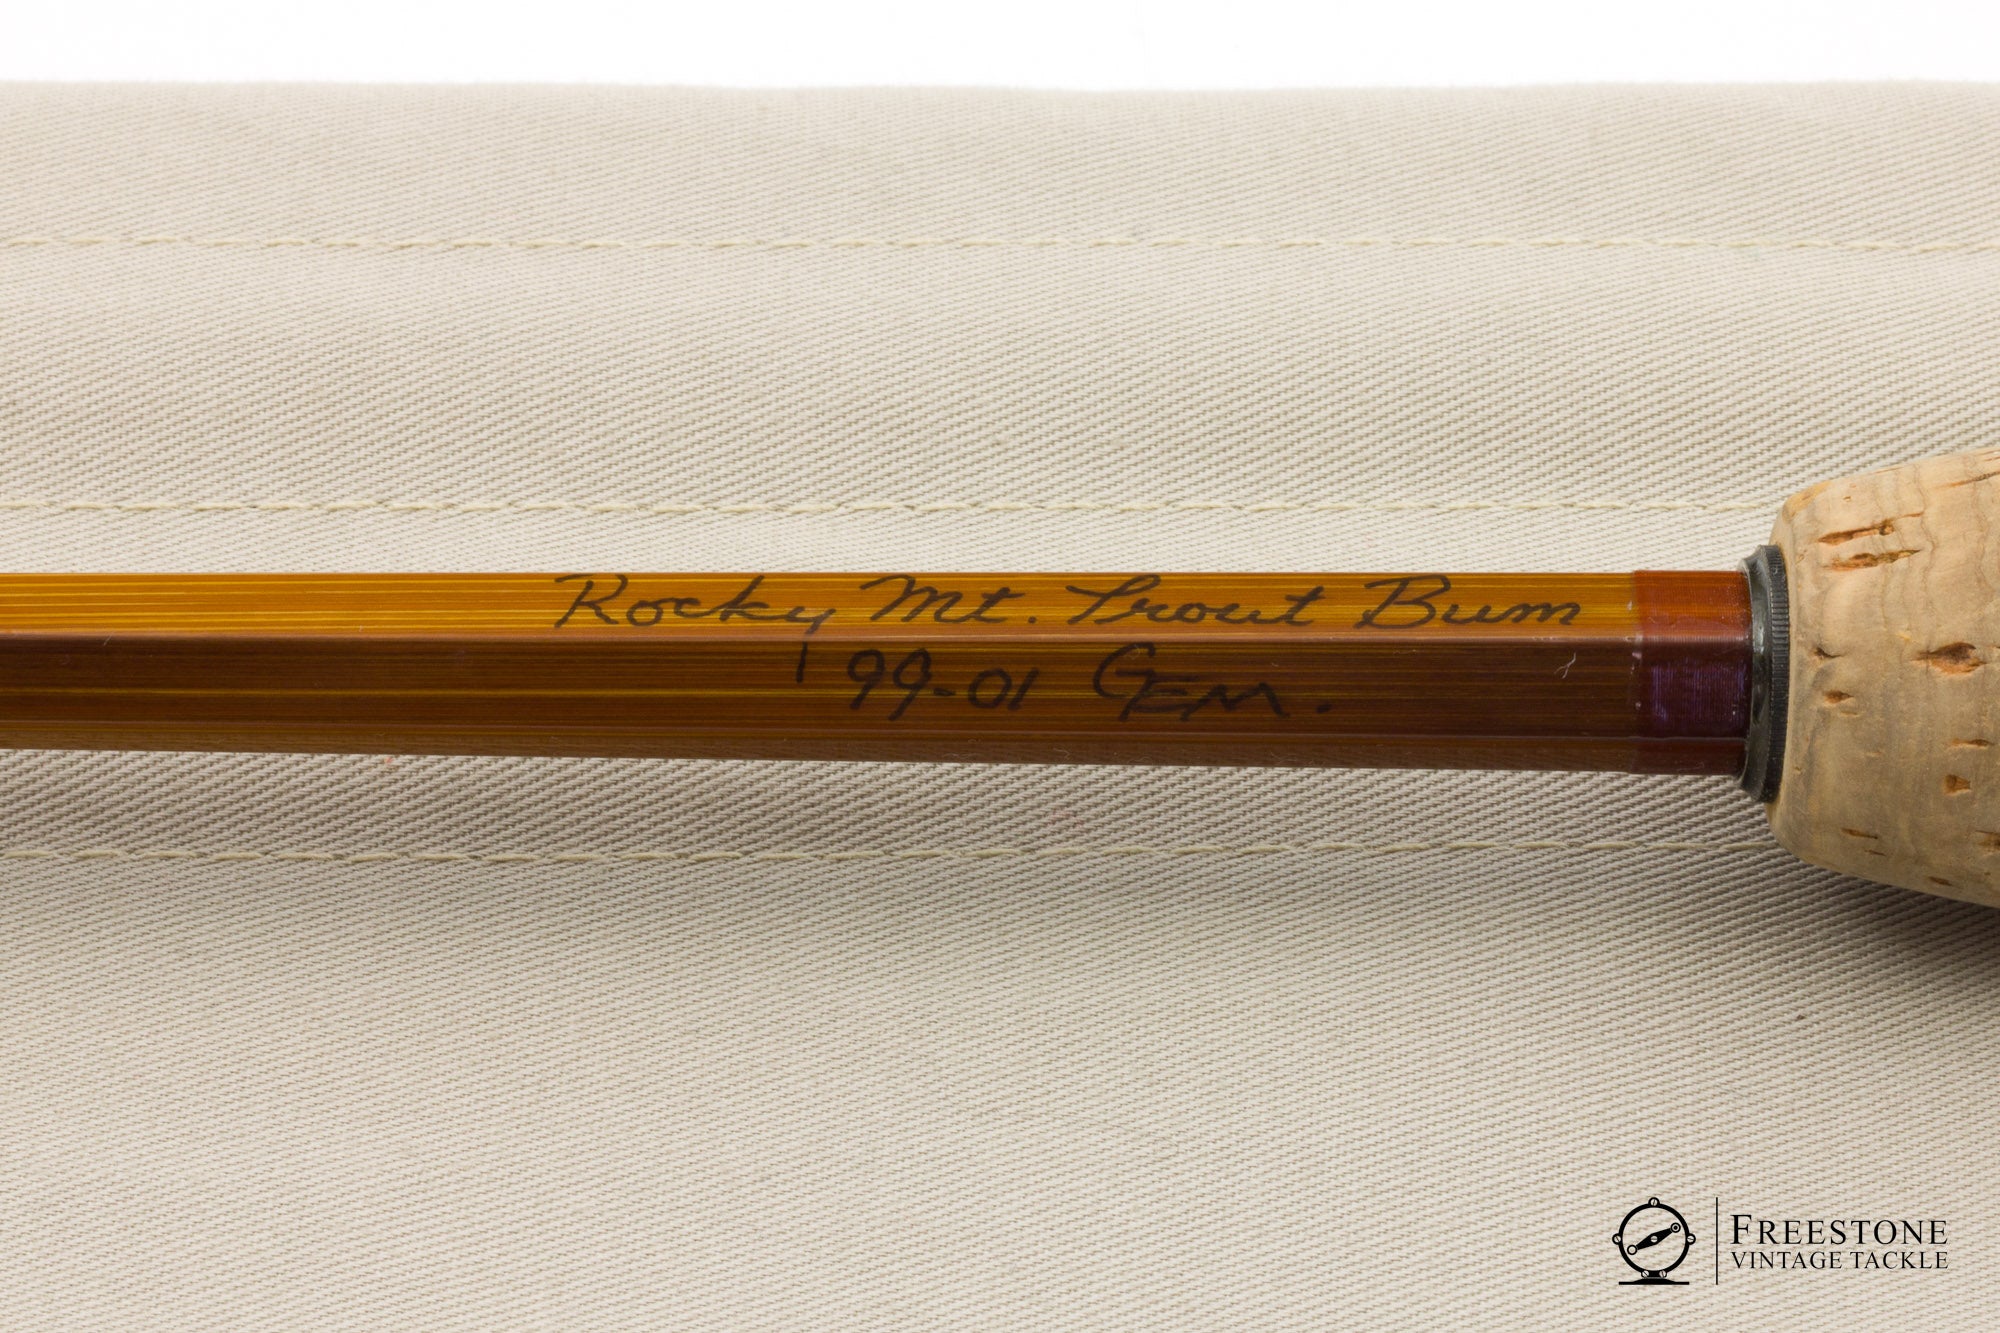 Rocky Mt. Trout Bum
99-01 GEM.
FREESTONE
VINTAGE TACKLE